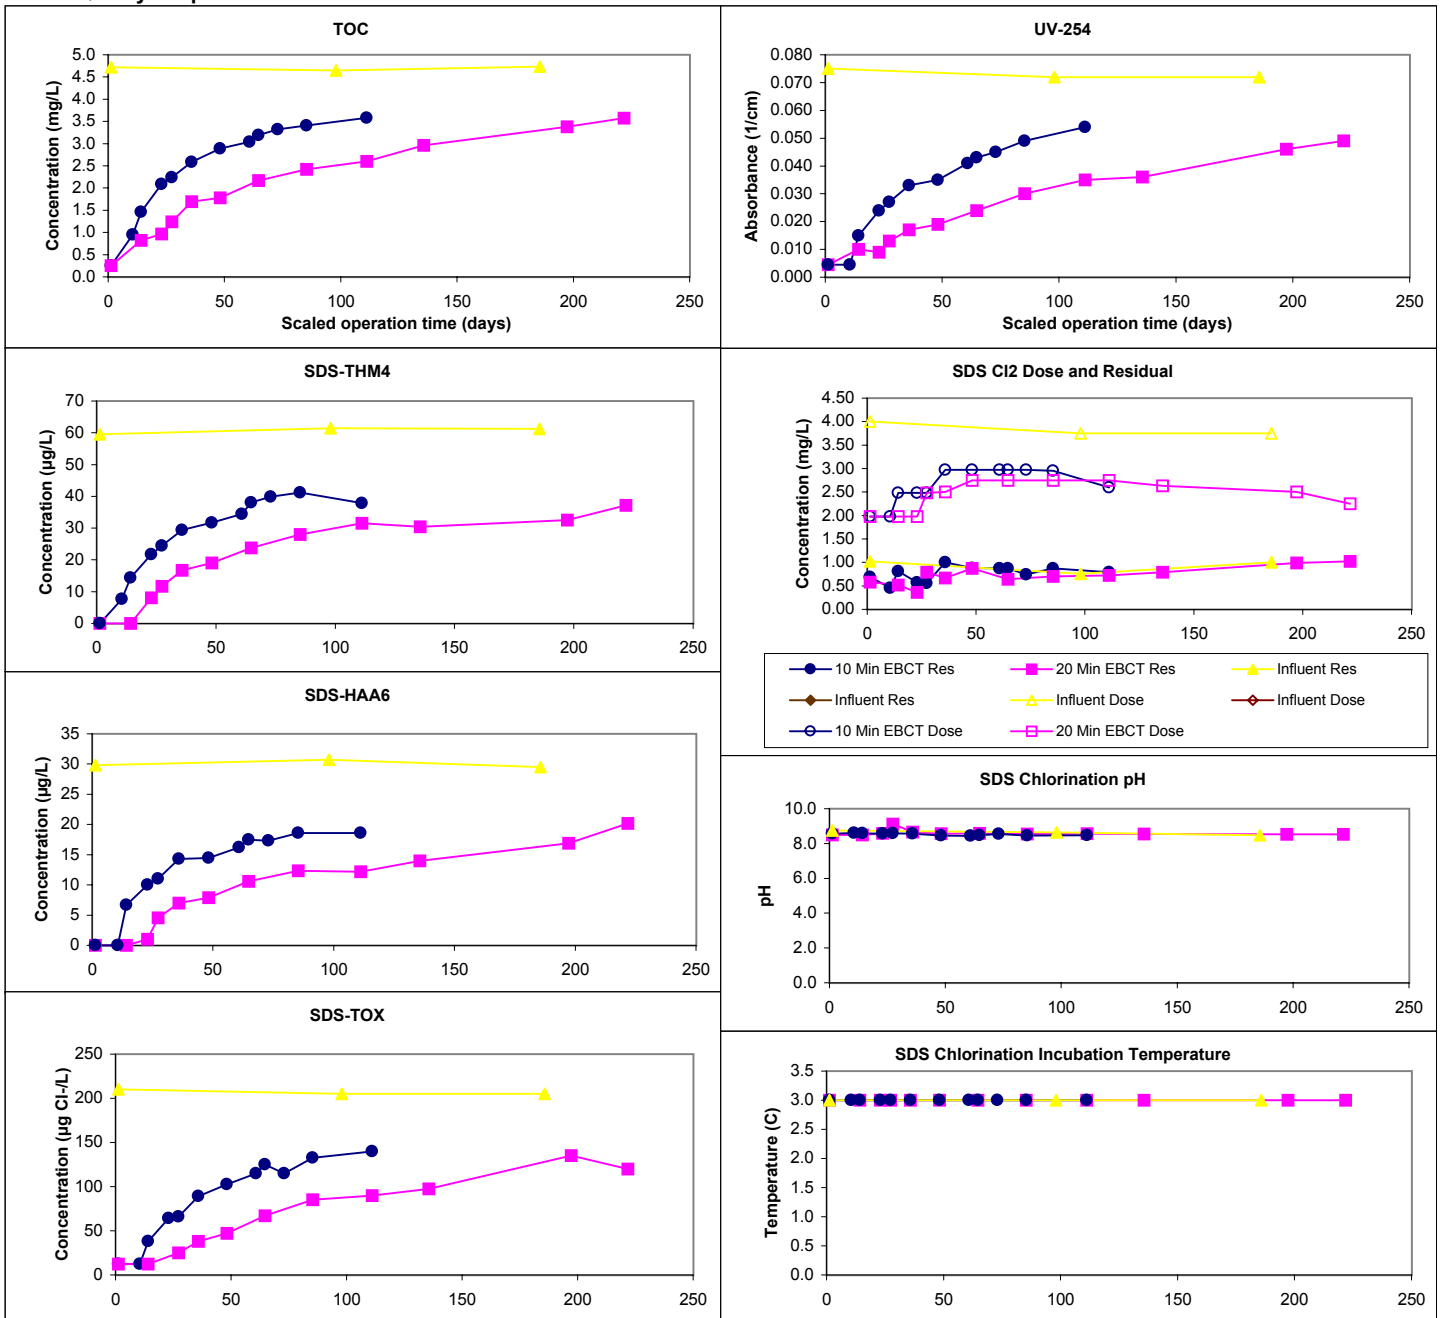 TOC
5.0
4.5
4.0
3.5
3.0
2.5
2.0
1.5
1.0
0.5
0.0
Concentration (mg/L)
0 50 100 150 200 250
Scaled operation time (days)
UV-254
0.080
0.070
0.060
0.050
0.040
0.030
0.020
0.010
0.000
Absorbance (1/cm)
0 50 100 150 200 250
Scaled operation time (days)
SDS-THM4
70
60
50
40
30
20
10
0
Concentration (µg/L)
0 50 100 150 200 250
SDS Cl2 Dose and Residual
4.50
4.00
3.50
3.00
2.50
2.00
1.50
1.00
0.50
0.00
Concentration (mg/L)
0 50 100 150 200 250
10 Min EBCT Res 20 Min EBCT Res Influent Res
Influent Res Influent Dose Influent Dose
10 Min EBCT Dose 20 Min EBCT Dose
SDS-HAA6
35
30
25
20
15
10
5
0
Concentration (µg/L)
0 50 100 150 200 250
SDS Chlorination pH
10.0
8.0
6.0
4.0
2.0
0.0
pH
0 50 100 150 200 250
SDS-TOX
250
200
150
100
50
0
Concentration (µg Cl-/L)
0 50 100 150 200 250
SDS Chlorination Incubation Temperature
3.5
3.0
2.5
2.0
1.5
1.0
0.5
0.0
Temperature (C)
0 50 100 150 200 250